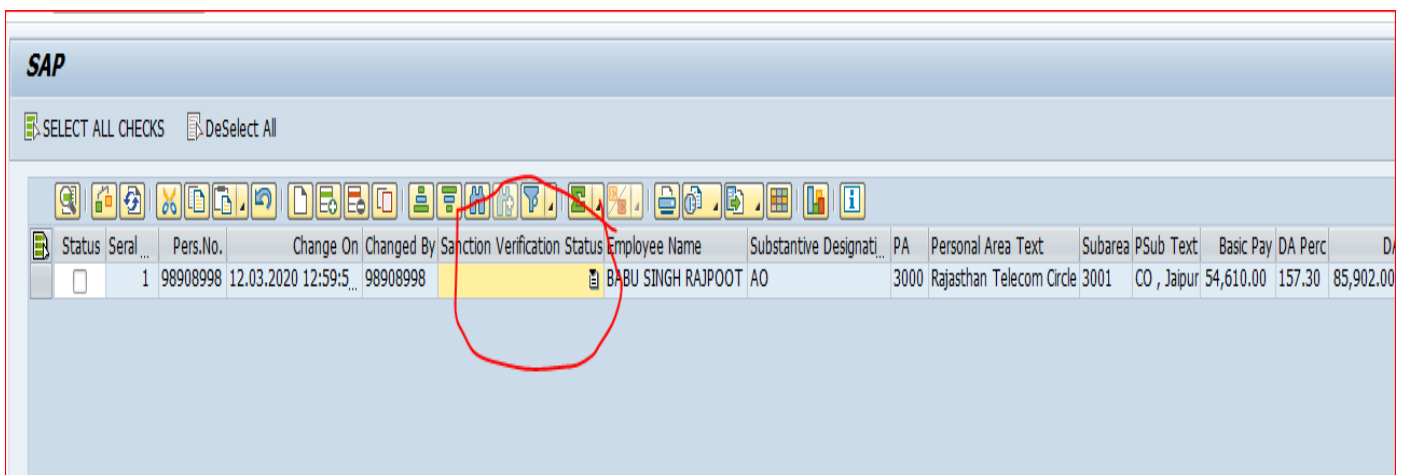 SAP
SELECT ALL CHECKS DeSelect All
Status Seral... Pers.No. Change On Changed By Sanction Verification Status Employee Name Substantive Designati... PA Personal Area Text Subarea PSub Text Basic Pay DA Perc DA
1 98908998 12.03.2020 12:59:5... 98908998 BABU SINGH RAJPOOT AO 3000 Rajasthan Telecom Circle 3001 CO , Jaipur 54,610.00 157.30 85,902.00